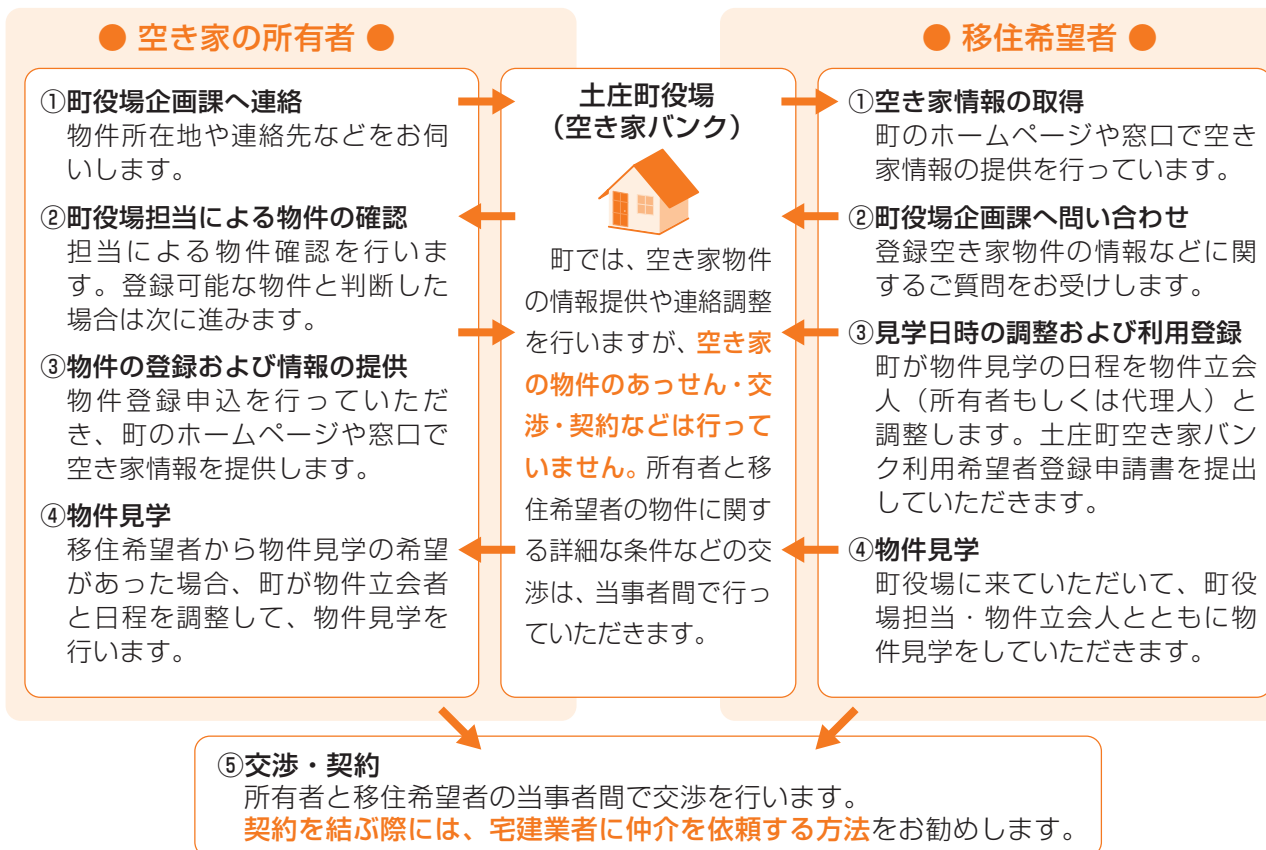 ● 空き家の所有者 ●
①町役場企画課へ連絡
物件所在地や連絡先などをお伺
いします。
②町役場担当による物件の確認
担当による物件確認を行いま
す。登録可能な物件と判断した
場合は次に進みます。
③物件の登録および情報の提供
物件登録申込を行っていただ
き、町のホームページや窓口で
空き家情報を提供します。
④物件見学
移住希望者から物件見学の希望
があった場合、町が物件立会者
と日程を調整して、物件見学を
行います。
土庄町役場
（空き家バンク）
町では、空き家物件
の情報提供や連絡調整
を行いますが、空き家
の物件のあっせん・交
渉・契約などは行って
いません。所有者と移
住希望者の物件に関す
る詳細な条件などの交
渉は、当事者間で行っ
ていただきます。
● 移住希望者 ●
①空き家情報の取得
町のホームページや窓口で空き
家情報の提供を行っています。
②町役場企画課へ問い合わせ
登録空き家物件の情報などに関
するご質問をお受けします。
③見学日時の調整および利用登録
町が物件見学の日程を物件立会
人（所有者もしくは代理人）と
調整します。土庄町空き家バン
ク利用希望者登録申請書を提出
していただきます。
④物件見学
町役場に来ていただいて、町役
場担当・物件立会人とともに物
件見学をしていただきます。
⑤交渉・契約
所有者と移住希望者の当事者間で交渉を行います。
契約を結ぶ際には、宅建業者に仲介を依頼する方法をお勧めします。